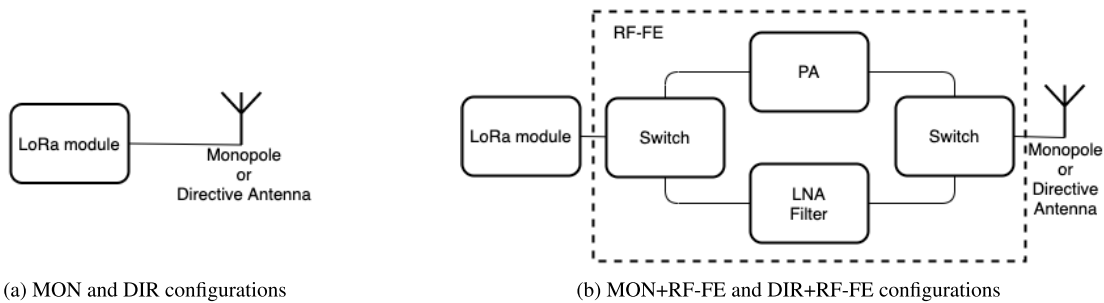 LoRa module
Monopole
or
Directive Antenna
(a) MON and DIR configurations
RF-FE
LoRa module
Switch
PA
LNA
Filter
Switch
Monopole
or
Directive
Antenna
(b) MON+RF-FE and DIR+RF-FE configurations